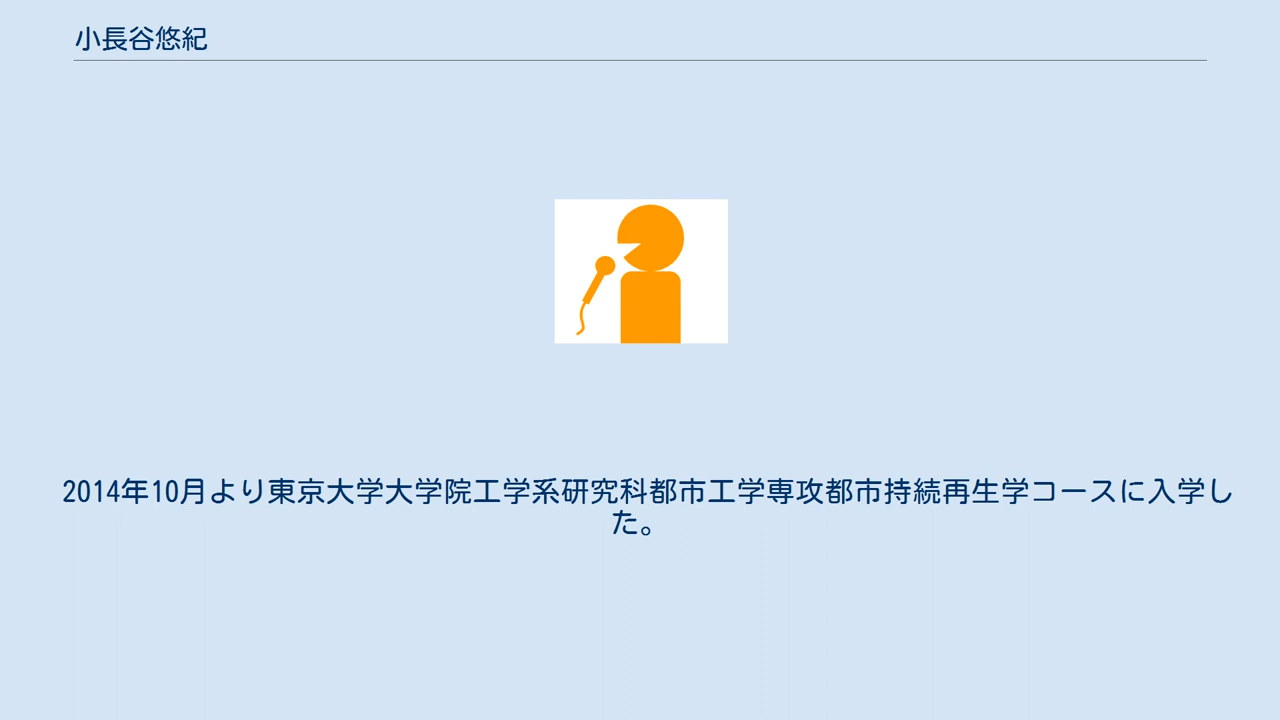 小長谷悠紀
2014年10月より東京大学大学院工学系研究科都市工学専攻都市持続再生学コースに入学し
た。